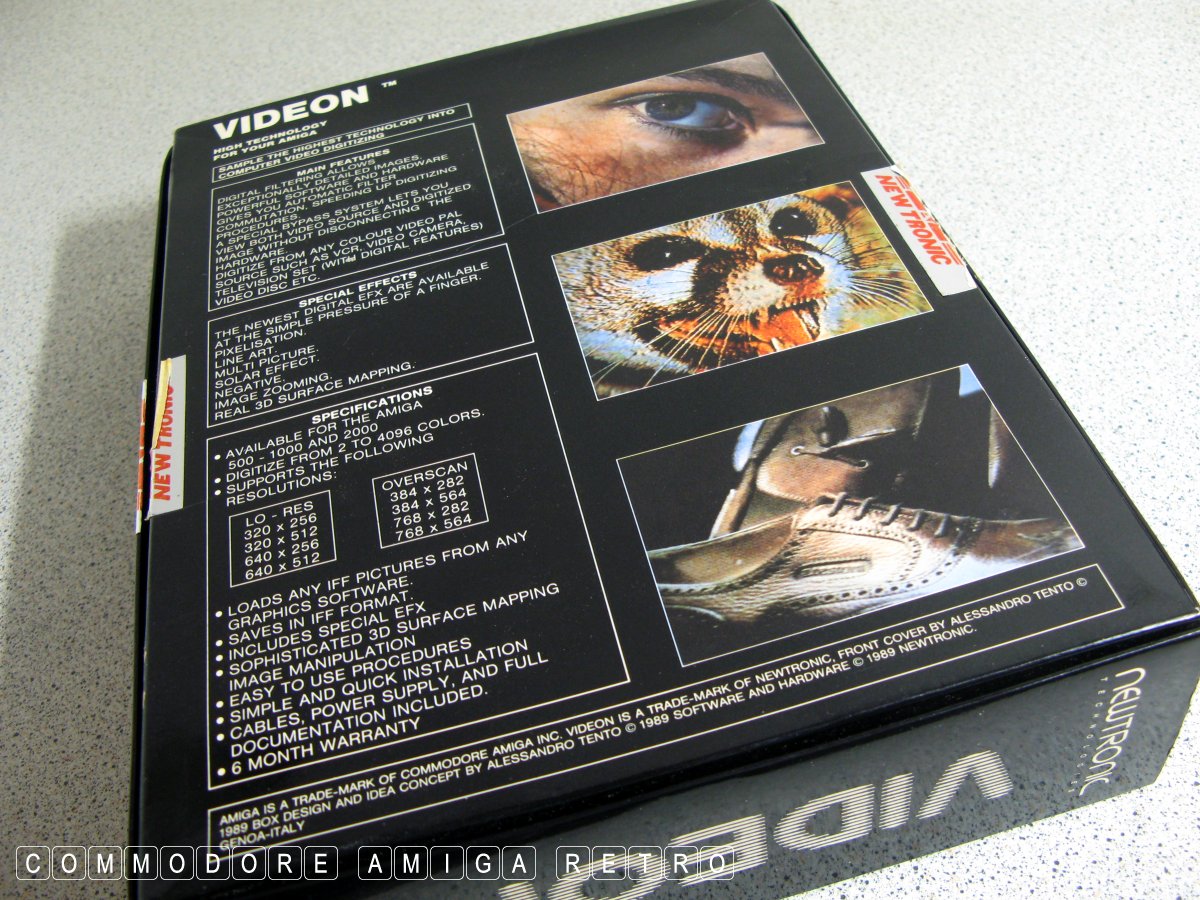 VIDEON ™
HIGH TECHNOLOGY
FOR YOUR AMIGA
SAMPLE THE HIGHEST TECHNOLOGY INTO
COMPUTER VIDEO DIGITIZING
MAIN FEATURES
DIGITAL FILTERING ALLOWS
EXCEPTIONALLY DETAILED IMAGES.
POWERFUL SOFTWARE AND HARDWARE
GIVES YOU AUTOMATIC FILTER
COMMUTATION, SPEEDING UP DIGITIZING
PROCEDURES.
A SPECIAL BYPASS SYSTEM LETS YOU
VIEW BOTH VIDEO SOURCE AND DIGITIZED
IMAGE WITHOUT DISCONNECTING THE
HARDWARE.
DIGITIZE FROM ANY COLOUR VIDEO PAL
SOURCE SUCH AS VCR, VIDEO CAMERA,
TELEVISION SET (WITH DIGITAL FEATURES)
VIDEO DISC ETC.
SPECIAL EFFECTS
THE NEWEST DIGITAL EFX ARE AVAILABLE
AT THE SIMPLE PRESSURE OF A FINGER.
PIXELISATION.
LINE ART.
MULTI PICTURE.
SOLAR EFFECT.
NEGATIVE.
IMAGE ZOOMING.
REAL 3D SURFACE MAPPING.
SPECIFICATIONS
• AVAILABLE FOR THE AMIGA
500 - 1000 AND 2000
• DIGITIZE FROM 2 TO 4096 COLORS.
• SUPPORTS THE FOLLOWING
RESOLUTIONS:
LO - RES
320 x 256
320 x 512
640 x 256
640 x 512
OVERSCAN
384 x 282
384 x 564
768 x 282
768 x 564
• LOADS ANY IFF PICTURES FROM ANY
GRAPHICS SOFTWARE.
• SAVES IN IFF FORMAT.
• INCLUDES SPECIAL EFX
• SOPHISTICATED 3D SURFACE MAPPING
IMAGE MANIPULATION
• EASY TO USE PROCEDURES
• SIMPLE AND QUICK INSTALLATION
• CABLES, POWER SUPPLY, AND FULL
DOCUMENTATION INCLUDED.
• 6 MONTH WARRANTY
AMIGA IS A TRADE-MARK OF COMMODORE AMIGA INC. VIDEON IS A TRADE-MARK OF NEWTRONIC, FRONT COVER BY ALESSANDRO TENTO ©
1989 BOX DESIGN AND IDEA CONCEPT BY ALESSANDRO TENTO © 1989 SOFTWARE AND HARDWARE © 1989 NEWTRONIC.
GENOA-ITALY
NEW TRONIC
NEW TRONIC
NEWTRONIC
TECHNOLOGIES
VIDEO
COMMODORE AMIGA RETRO